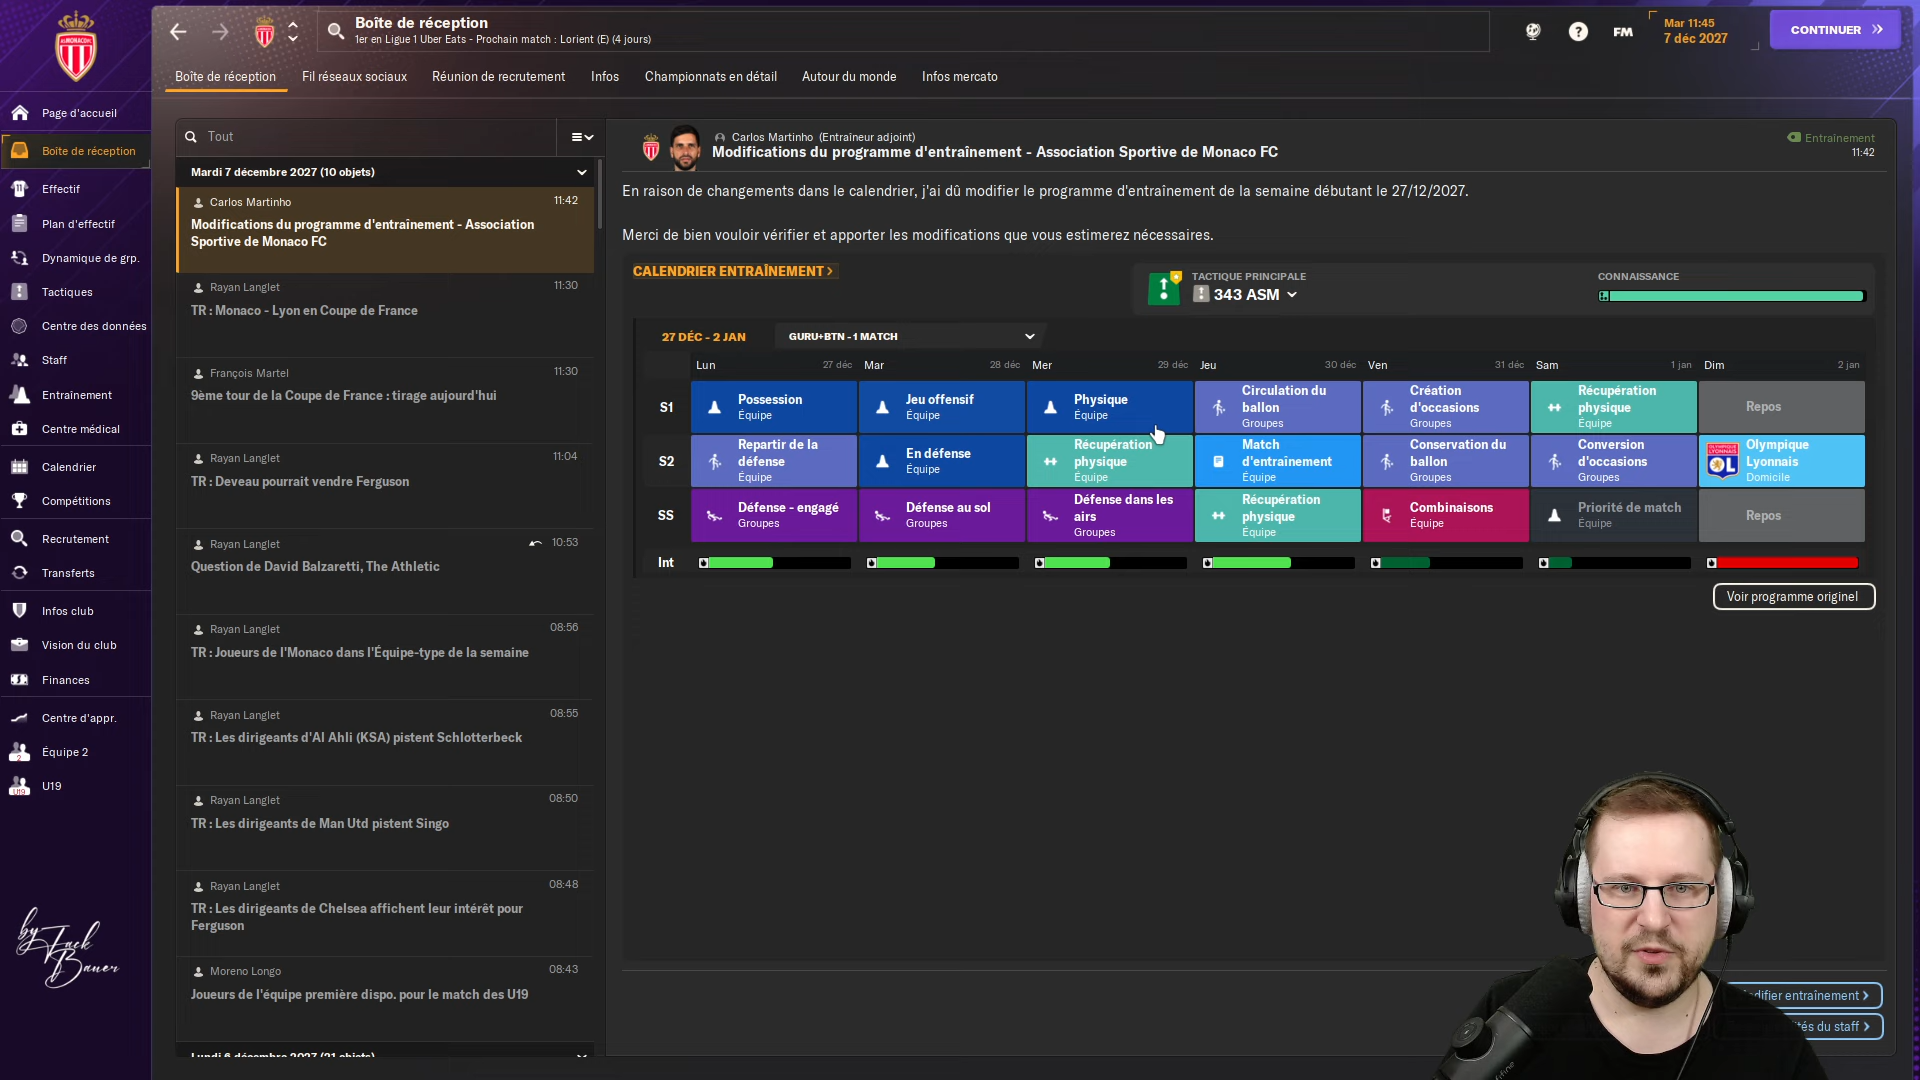 Boîte de réception
1er en Ligue 1 Uber Eats - Prochain match : Lorient (E) (4 jours)
FM
Mar 11:45
7 déc 2027
CONTINUER
Boîte de réception
Fil réseaux sociaux
Réunion de recrutement
Infos
Championnats en détail
Autour du monde
Infos mercato
Page d'accueil
Boîte de réception
Effectif
Plan d'effectif
Dynamique de grp.
Tactiques
Centre des données
Staff
Entraînement
Centre médical
Calendrier
Compétitions
Recrutement
Transferts
Infos club
Vision du club
Finances
Centre d'appr.
Équipe 2
U19
by Jack
Bauer
Tout
Mardi 7 décembre 2027 (10 objets)
Carlos Martinho 11:42
Modifications du programme d'entraînement - Association
Sportive de Monaco FC
Rayan Langlet 11:30
TR : Monaco - Lyon en Coupe de France
François Martel 11:30
9ème tour de la Coupe de France : tirage aujourd'hui
Rayan Langlet 11:04
TR : Deveau pourrait vendre Ferguson
Rayan Langlet 10:53
Question de David Balzaretti, The Athletic
Rayan Langlet 08:56
TR : Joueurs de l'Monaco dans l'Équipe-type de la semaine
Rayan Langlet 08:55
TR : Les dirigeants d'Al Ahli (KSA) pistent Schlotterbeck
Rayan Langlet 08:50
TR : Les dirigeants de Man Utd pistent Singo
Rayan Langlet 08:48
TR : Les dirigeants de Chelsea affichent leur intérêt pour
Ferguson
Moreno Longo 08:43
Joueurs de l'équipe première dispo. pour le match des U19
Lundi 6 décembre 2027 (21 objets)
Carlos Martinho (Entraîneur adjoint)
Modifications du programme d'entraînement - Association Sportive de Monaco FC
Entraînement
11:42
En raison de changements dans le calendrier, j'ai dû modifier le programme d'entraînement de la semaine débutant le 27/12/2027.
Merci de bien vouloir vérifier et apporter les modifications que vous estimerez nécessaires.
CALENDRIER ENTRAÎNEMENT >
TACTIQUE PRINCIPALE
343 ASM
CONNAISSANCE
27 DÉC - 2 JAN
GURU+BTN - 1 MATCH
Lun 27 déc Mar 28 déc Mer 29 déc Jeu 30 déc Ven 31 déc Sam 1 jan Dim 2 jan
S1
Possession
Équipe
Jeu offensif
Équipe
Physique
Équipe
Circulation du
ballon
Groupes
Création
d'occasions
Groupes
Récupération
physique
Équipe
Repos
S2
Repartir de la
défense
Équipe
En défense
Équipe
Récupération
physique
Équipe
Match
d'entraînement
Équipe
Conservation du
ballon
Groupes
Conversion
d'occasions
Groupes
Olympique
Lyonnais
Domicile
SS
Défense - engagé
Groupes
Défense au sol
Groupes
Défense dans les
airs
Groupes
Récupération
physique
Équipe
Combinaisons
Équipe
Priorité de match
Équipe
Repos
Int
Voir programme originel
entraînement >
du staff >